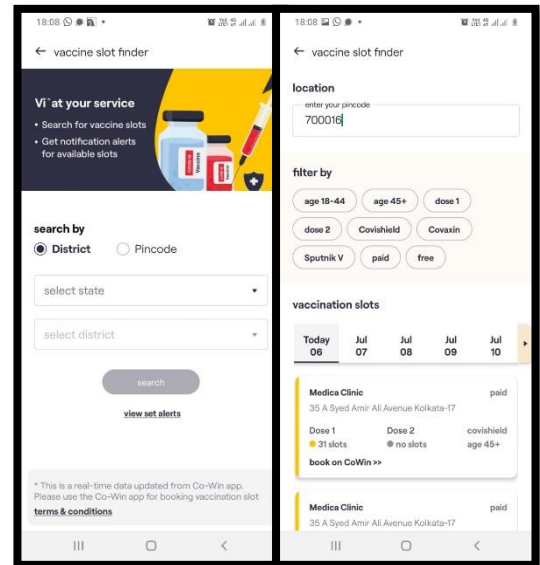 18:08
← vaccine slot finder
Vi at your service
• Search for vaccine slots
• Get notification alerts
for available slots
Vaccine
search by
District Pincode
select state
select district
search
view set alerts
* This is a real-time data updated from Co-Win app.
Please use the Co-Win app for booking vaccination slot
terms & conditions
18:08
← vaccine slot finder
location
enter your pincode
700016
filter by
age 18-44 age 45+ dose 1
dose 2 Covishield Covaxin
Sputnik V paid free
vaccination slots
Today Jul Jul Jul Jul
06 07 08 09 10
Medica Clinic paid
35 A Syed Amir Ali Avenue Kolkata-17
Dose 1 Dose 2 covishield
31 slots no slots age 45+
book on CoWin >>
Medica Clinic paid
35 A Syed Amir Ali Avenue Kolkata-17